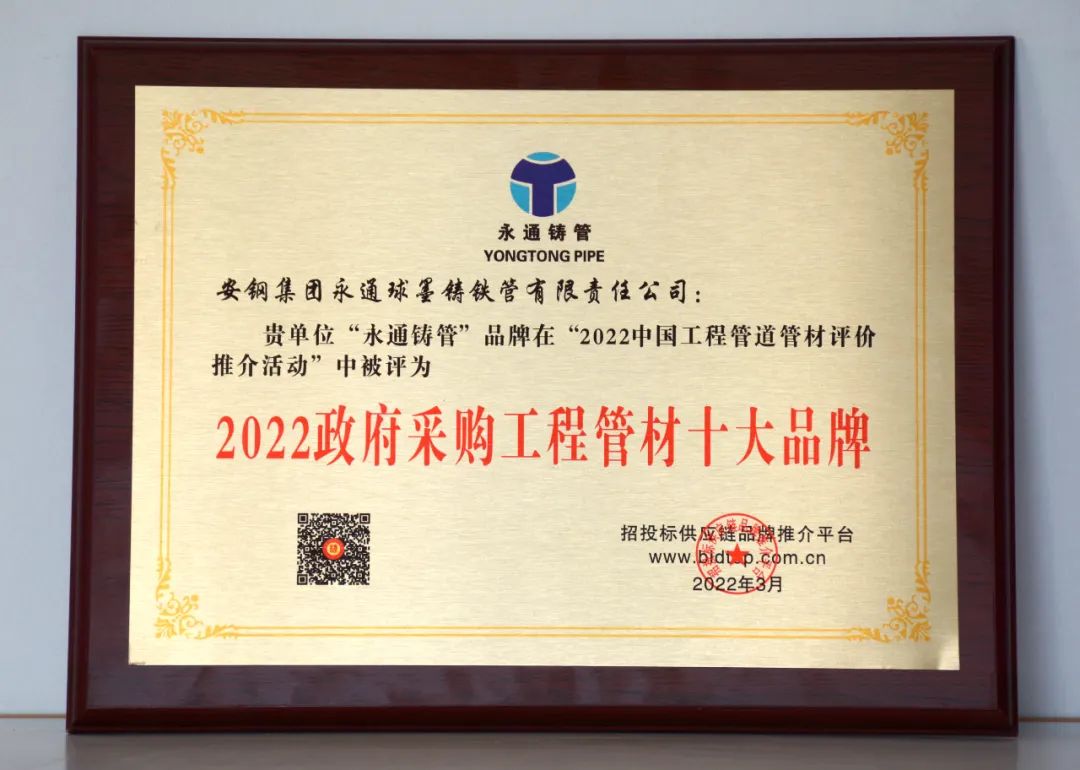 永通铸管
YONGTONG PIPE
安钢集团永通球墨铸铁管有限责任公司：
贵单位“永通铸管”品牌在“2022中国工程管道管材评价
推介活动”中被评为
2022政府采购工程管材十大品牌
招投标供应链品牌推介平台
www.bidtop.com.cn
2022年3月